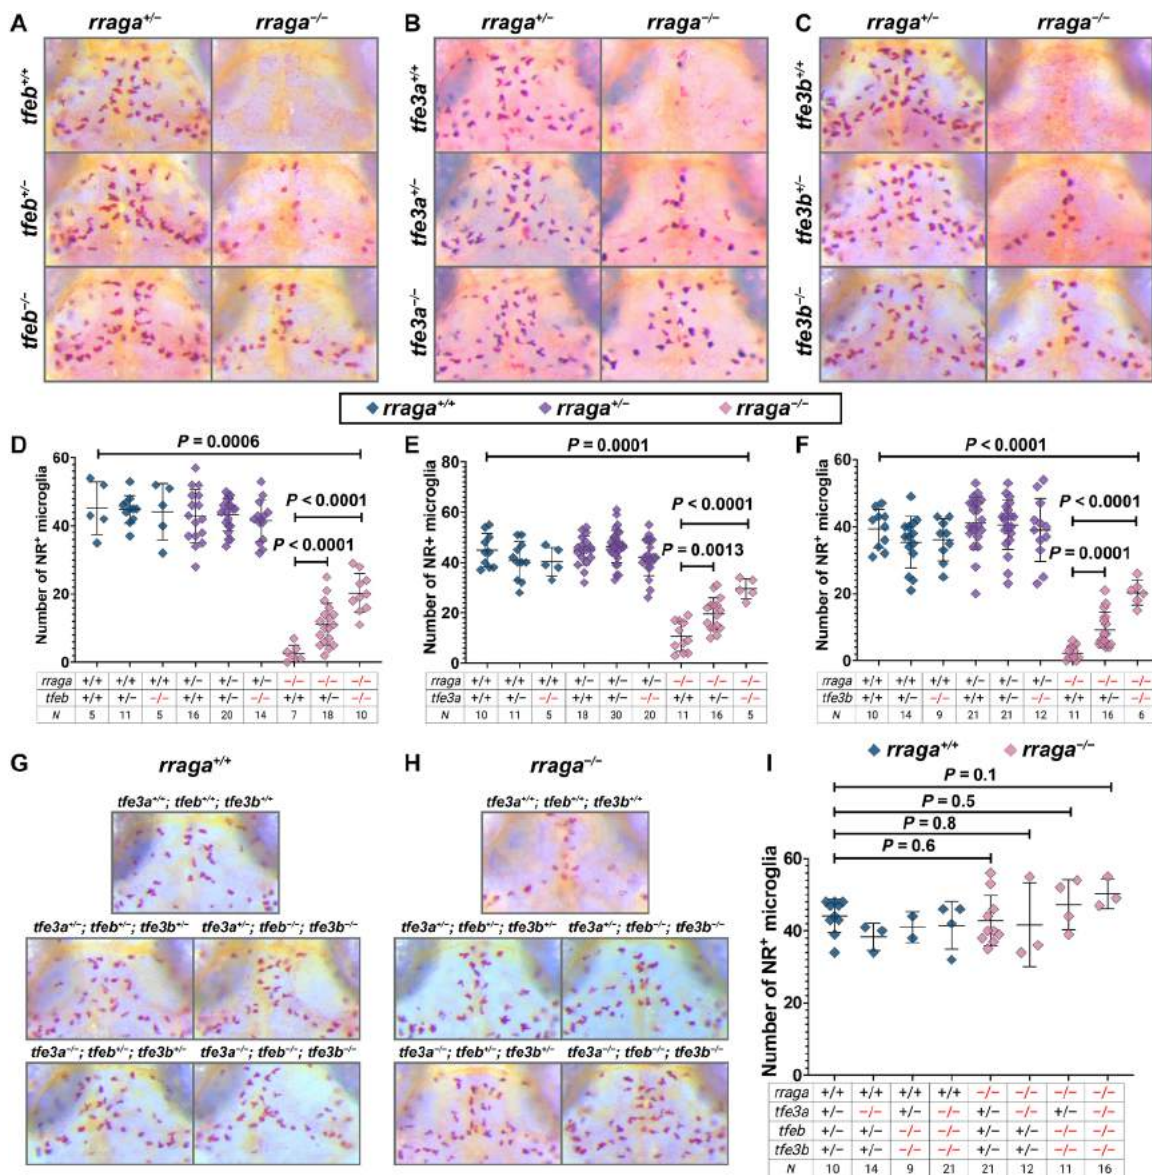 A rraga+/– rraga–/– B rraga+/– rraga–/– C rraga+/– rraga–/–
tfeb+/+ tfe3a+/+ tfe3b+/+
tfeb+/– tfe3a+/– tfe3b+/–
tfeb–/– tfe3a–/– tfe3b–/–
rraga+/+ rraga+/– rraga–/–
D
P = 0.0006
P < 0.0001
P < 0.0001
Number of NR+ microglia
60
40
20
0
rraga +/+ +/+ +/+ +/– +/– +/– –/– –/– –/–
tfeb +/+ +/– –/– +/+ +/– –/– +/+ +/– –/–
N 5 11 5 16 20 14 7 18 10
E
P = 0.0001
P < 0.0001
P = 0.0013
Number of NR+ microglia
80
60
40
20
0
rraga +/+ +/+ +/+ +/– +/– +/– –/– –/– –/–
tfe3a +/+ +/– –/– +/+ +/– –/– +/+ +/– –/–
N 10 11 5 18 30 20 11 16 5
F
P < 0.0001
P < 0.0001
P = 0.0001
Number of NR+ microglia
60
40
20
0
rraga +/+ +/+ +/+ +/– +/– +/– –/– –/– –/–
tfe3b +/+ +/– –/– +/+ +/– –/– +/+ +/– –/–
N 10 14 9 21 21 12 11 16 6
G rraga+/+
tfe3a+/+; tfeb+/+; tfe3b+/+
tfe3a+/–; tfeb+/–; tfe3b+/– tfe3a+/–; tfeb–/–; tfe3b–/–
tfe3a–/–; tfeb+/–; tfe3b+/– tfe3a–/–; tfeb–/–; tfe3b–/–
H rraga–/–
tfe3a+/+; tfeb+/+; tfe3b+/+
tfe3a+/–; tfeb+/–; tfe3b+/– tfe3a+/–; tfeb–/–; tfe3b–/–
tfe3a–/–; tfeb+/–; tfe3b+/– tfe3a–/–; tfeb–/–; tfe3b–/–
I rraga+/+ rraga–/–
P = 0.1
P = 0.5
P = 0.8
P = 0.6
Number of NR+ microglia
60
40
20
0
rraga +/+ +/+ +/+ +/+ –/– –/– –/– –/–
tfe3a +/– –/– +/– –/– +/– –/– +/– –/–
tfeb +/– +/– –/– –/– +/– +/– –/– –/–
tfe3b +/– +/– –/– –/– +/– +/– –/– –/–
N 10 14 9 21 21 12 11 16